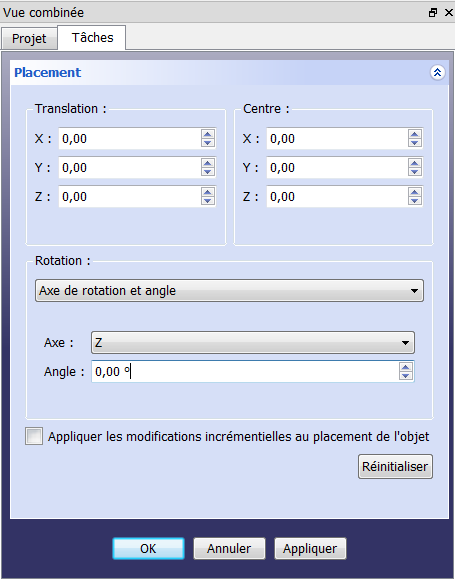 Vue combinée
Projet
Tâches
Placement
Translation :
X : 0,00
Y : 0,00
Z : 0,00
Centre :
X : 0,00
Y : 0,00
Z : 0,00
Rotation :
Axe de rotation et angle
Axe : Z
Angle : 0,00 °
Appliquer les modifications incrémentielles au placement de l'objet
Réinitialiser
OK
Annuler
Appliquer